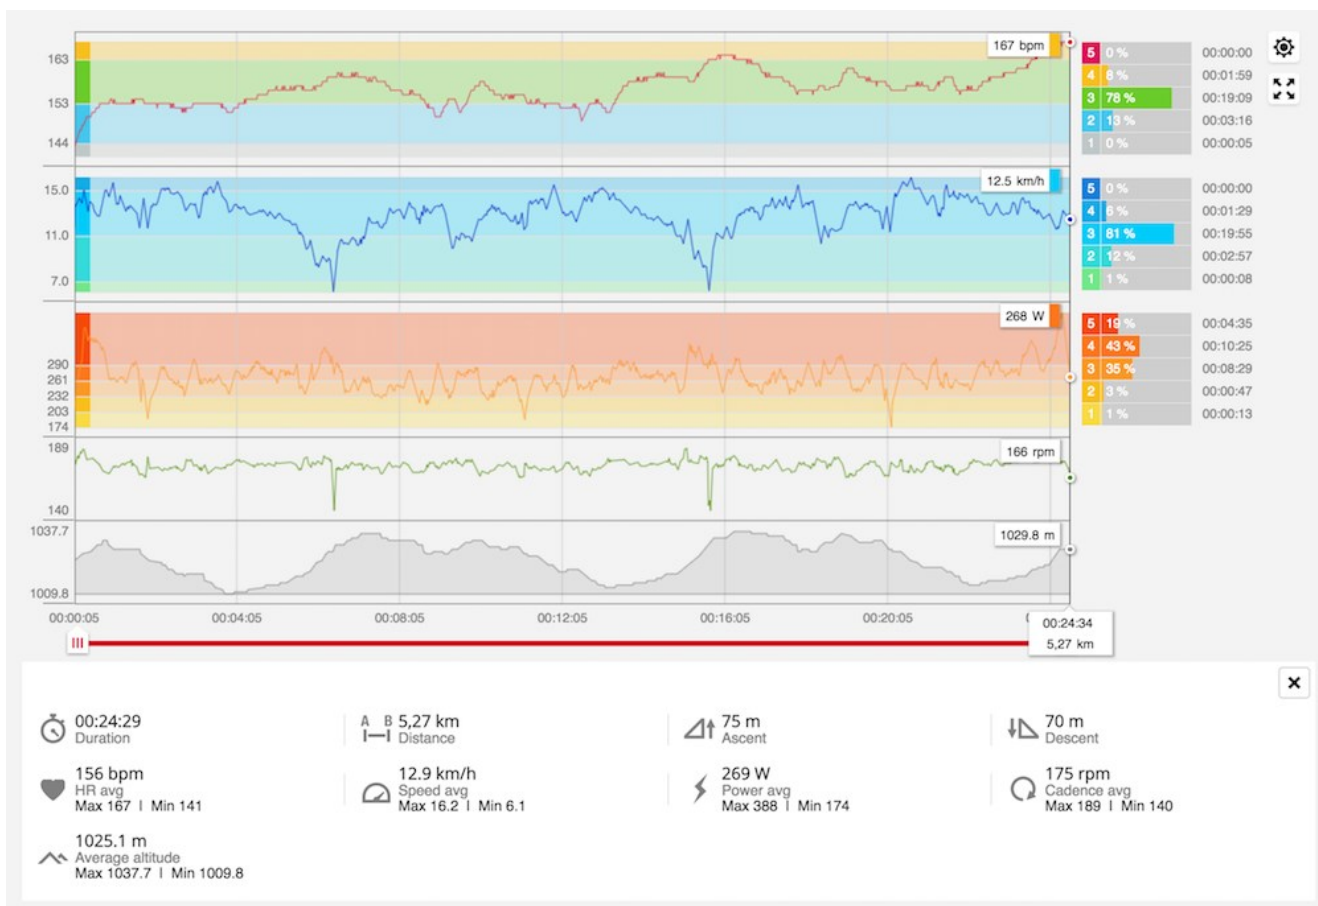 163
153
144
167 bpm
5 0 % 00:00:00
4 8 % 00:01:59
3 78 % 00:19:09
2 13 % 00:03:16
1 0 % 00:00:05
15.0
11.0
7.0
12.5 km/h
5 0 % 00:00:00
4 6 % 00:01:29
3 81 % 00:19:55
2 12 % 00:02:57
1 1 % 00:00:08
290
261
232
203
174
268 W
5 19 % 00:04:35
4 43 % 00:10:25
3 35 % 00:08:29
2 3 % 00:00:47
1 1 % 00:00:13
189
140
166 rpm
1037.7
1009.8
1029.8 m
00:00:05 00:04:05 00:08:05 00:12:05 00:16:05 00:20:05
00:24:34
5,27 km
00:24:29
Duration
A B 5,27 km
Distance
75 m
Ascent
70 m
Descent
156 bpm
HR avg
Max 167 | Min 141
12.9 km/h
Speed avg
Max 16.2 | Min 6.1
269 W
Power avg
Max 388 | Min 174
175 rpm
Cadence avg
Max 189 | Min 140
1025.1 m
Average altitude
Max 1037.7 | Min 1009.8